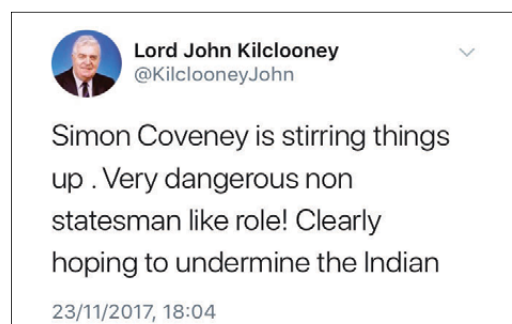 Lord John Kilclooney
@KilclooneyJohn
Simon Coveney is stirring things
up . Very dangerous non
statesman like role! Clearly
hoping to undermine the Indian
23/11/2017, 18:04